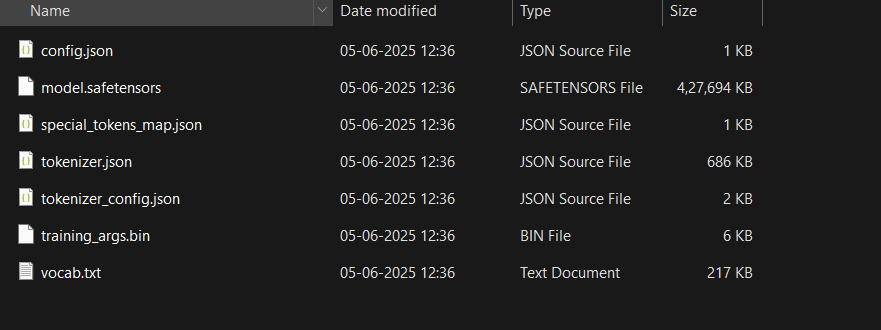 Name Date modified Type Size
config.json 05-06-2025 12:36 JSON Source File 1 KB
model.safetensors 05-06-2025 12:36 SAFETENSORS File 4,27,694 KB
special_tokens_map.json 05-06-2025 12:36 JSON Source File 1 KB
tokenizer.json 05-06-2025 12:36 JSON Source File 686 KB
tokenizer_config.json 05-06-2025 12:36 JSON Source File 2 KB
training_args.bin 05-06-2025 12:36 BIN File 6 KB
vocab.txt 05-06-2025 12:36 Text Document 217 KB